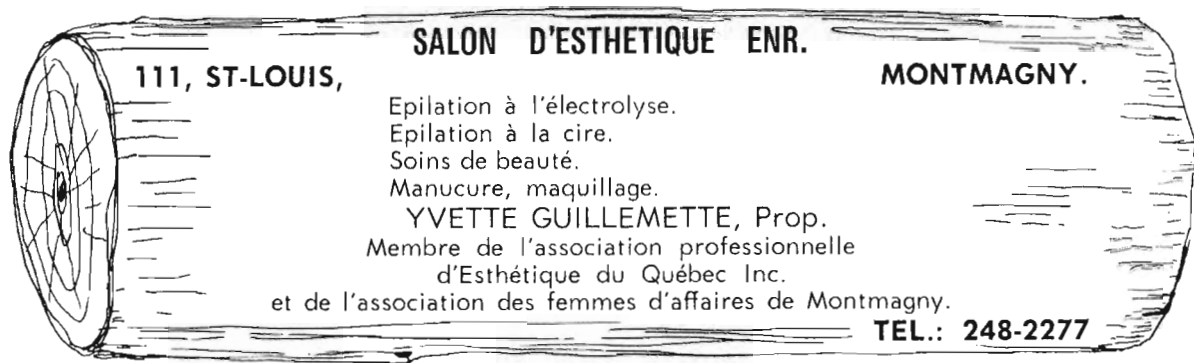 SALON D'ESTHETIQUE ENR.
111, ST-LOUIS, MONTMAGNY.
Epilation à l'électrolyse.
Epilation à la cire.
Soins de beauté.
Manucure, maquillage.
YVETTE GUILLEMETTE, Prop.
Membre de l'association professionnelle
d'Esthétique du Québec Inc.
et de l'association des femmes d'affaires de Montmagny.
TEL.: 248-2277